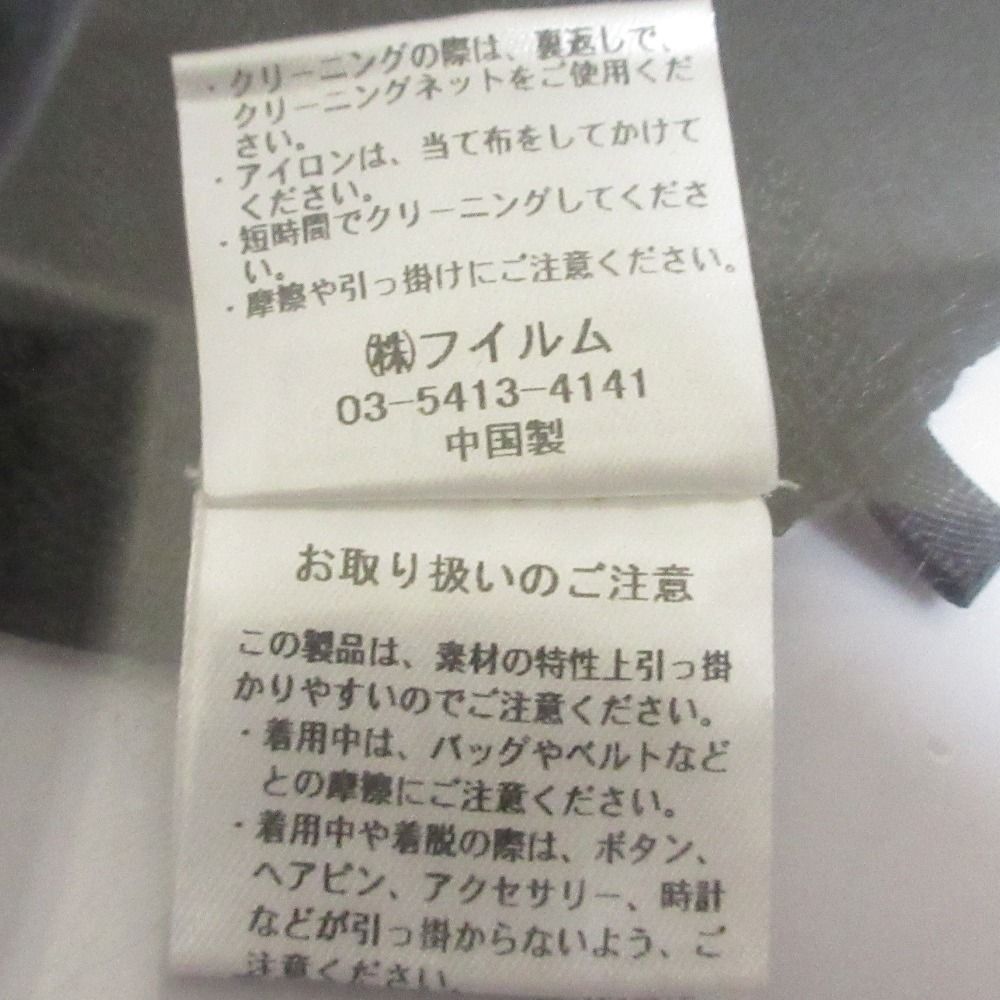 ・クリーニングの際は、裏返しで、
クリーニングネットをご使用くだ
さい。
・アイロンは、当て布をしてかけて
ください。
・短時間でクリーニングしてくださ
い。
・摩擦や引っ掛けにご注意ください。
㈱フイルム
03-5413-4141
中国製
お取り扱いのご注意
この製品は、素材の特性上引っ掛
かりやすいのでご注意ください。
・着用中は、バッグやベルトなど
との摩擦にご注意ください。
・着用中や着脱の際は、ボタン、
ヘアピン、アクセサリー、時計
などが引っ掛からないよう、ご
注意ください。